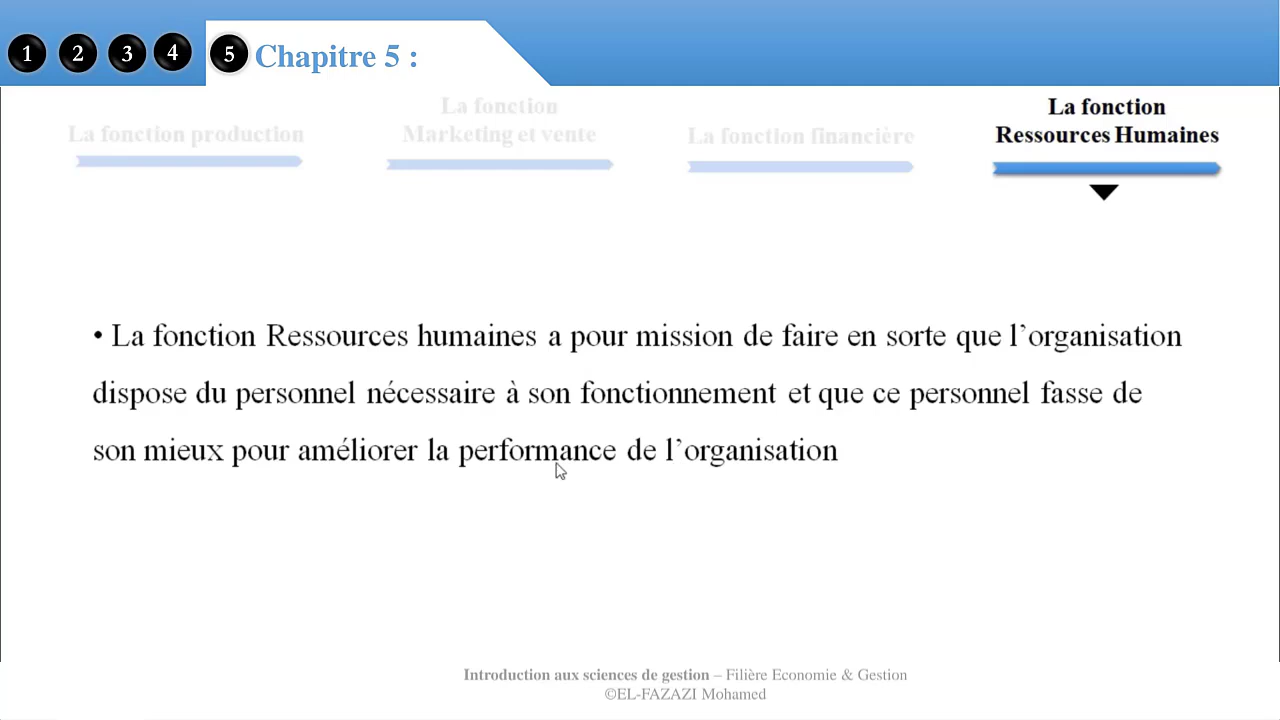 1 2 3 4 5 Chapitre 5 :
La fonction production
La fonction
Marketing et vente
La fonction financière
La fonction
Ressources Humaines
• La fonction Ressources humaines a pour mission de faire en sorte que l’organisation
dispose du personnel nécessaire à son fonctionnement et que ce personnel fasse de
son mieux pour améliorer la performance de l’organisation
Introduction aux sciences de gestion – Filière Economie & Gestion
©EL-FAZAZI Mohamed